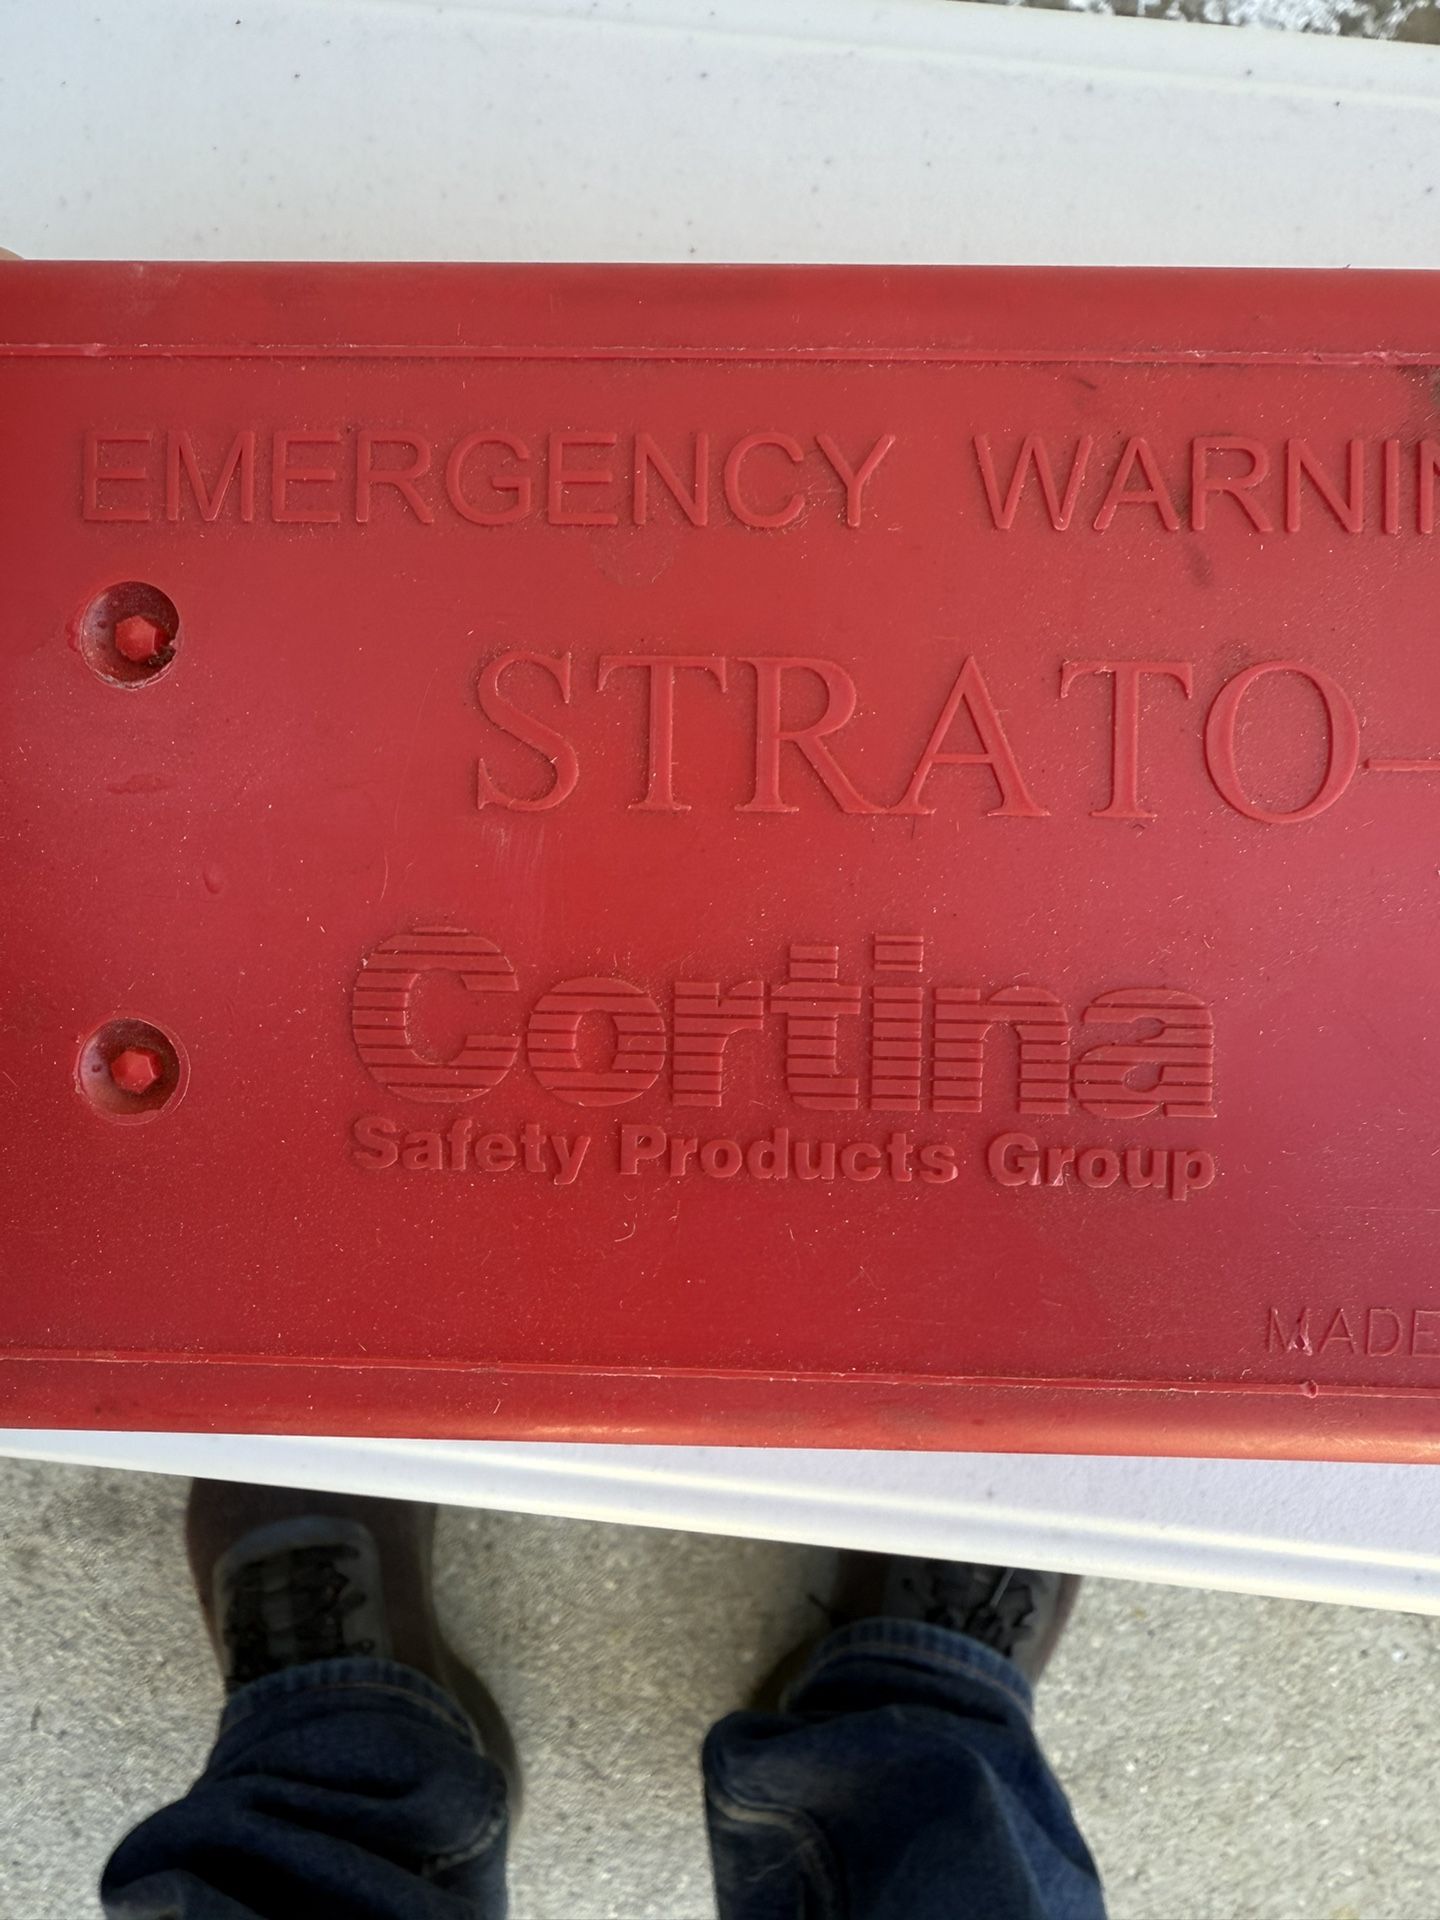 EMERGENCY WARNIN
STRATO-
Cortina
Safety Products Group
MADE